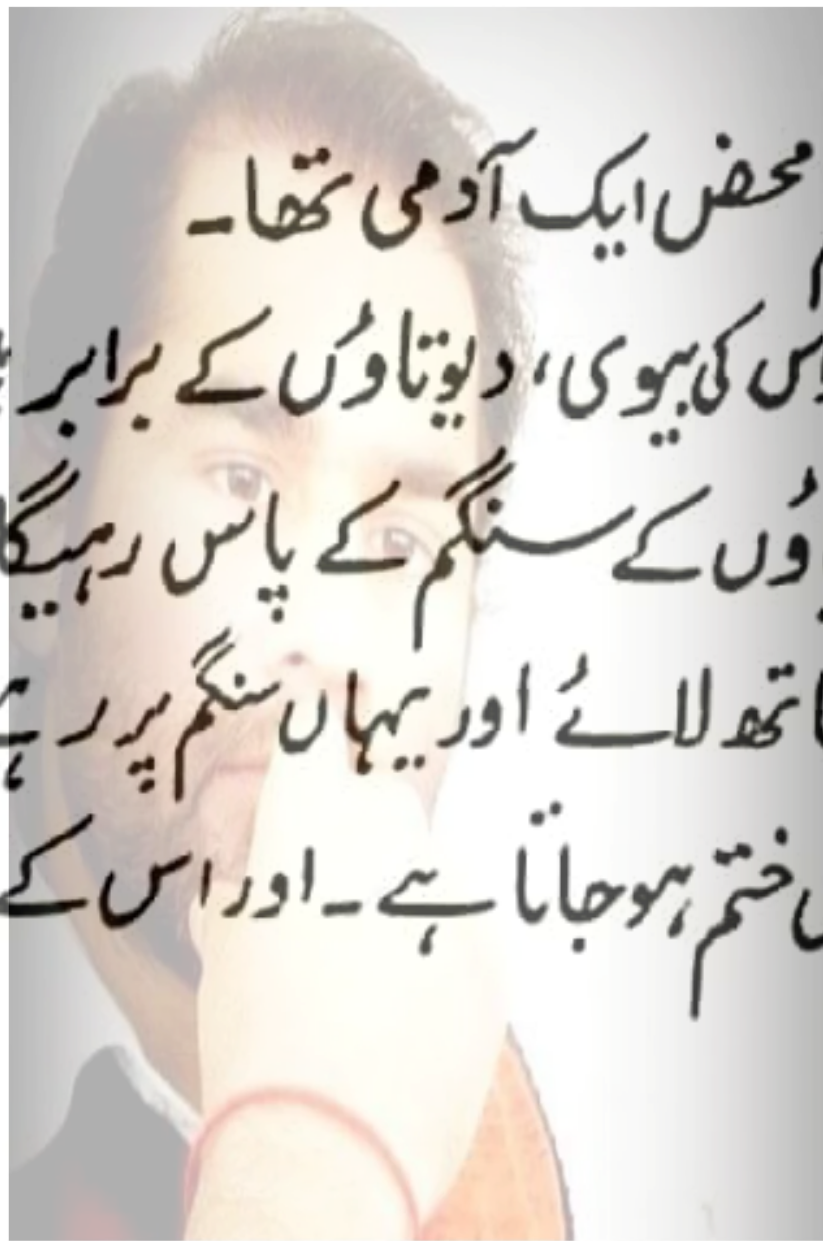 محض ایک آدمی تھا۔
اس کی بیوی، دیوتاؤں کے برابر
ؤں کے سنگم کے پاس رہیگا
ساتھ لائے اور یہاں سنگم پر رہے
ختم ہو جاتا ہے۔ اور اس کے